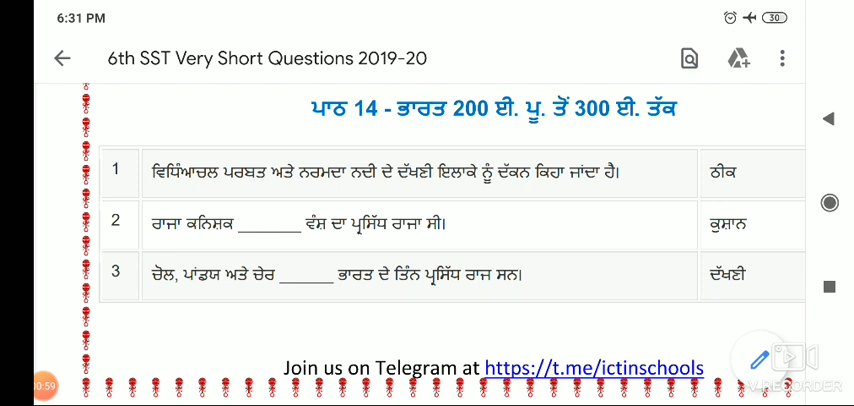 6:31 PM
30
6th SST Very Short Questions 2019-20
ਪਾਠ 14 - ਭਾਰਤ 200 ਈ. ਪੂ. ਤੋਂ 300 ਈ. ਤੱਕ
1 ਵਿਧਿੰਆਚਲ ਪਰਬਤ ਅਤੇ ਨਰਮਦਾ ਨਦੀ ਦੇ ਦੱਖਣੀ ਇਲਾਕੇ ਨੂੰ ਦੱਕਨ ਕਿਹਾ ਜਾਂਦਾ ਹੈ। ਠੀਕ
2 ਰਾਜਾ ਕਨਿਸ਼ਕ ________ ਵੰਸ਼ ਦਾ ਪ੍ਰਸਿੱਧ ਰਾਜਾ ਸੀ। ਕੁਸ਼ਾਨ
3 ਚੋਲ, ਪਾਂਡਯ ਅਤੇ ਚੇਰ _______ ਭਾਰਤ ਦੇ ਤਿੰਨ ਪ੍ਰਸਿੱਧ ਰਾਜ ਸਨ। ਦੱਖਣੀ
Join us on Telegram at https://t.me/ictinschools
00:59
V.RECORDER